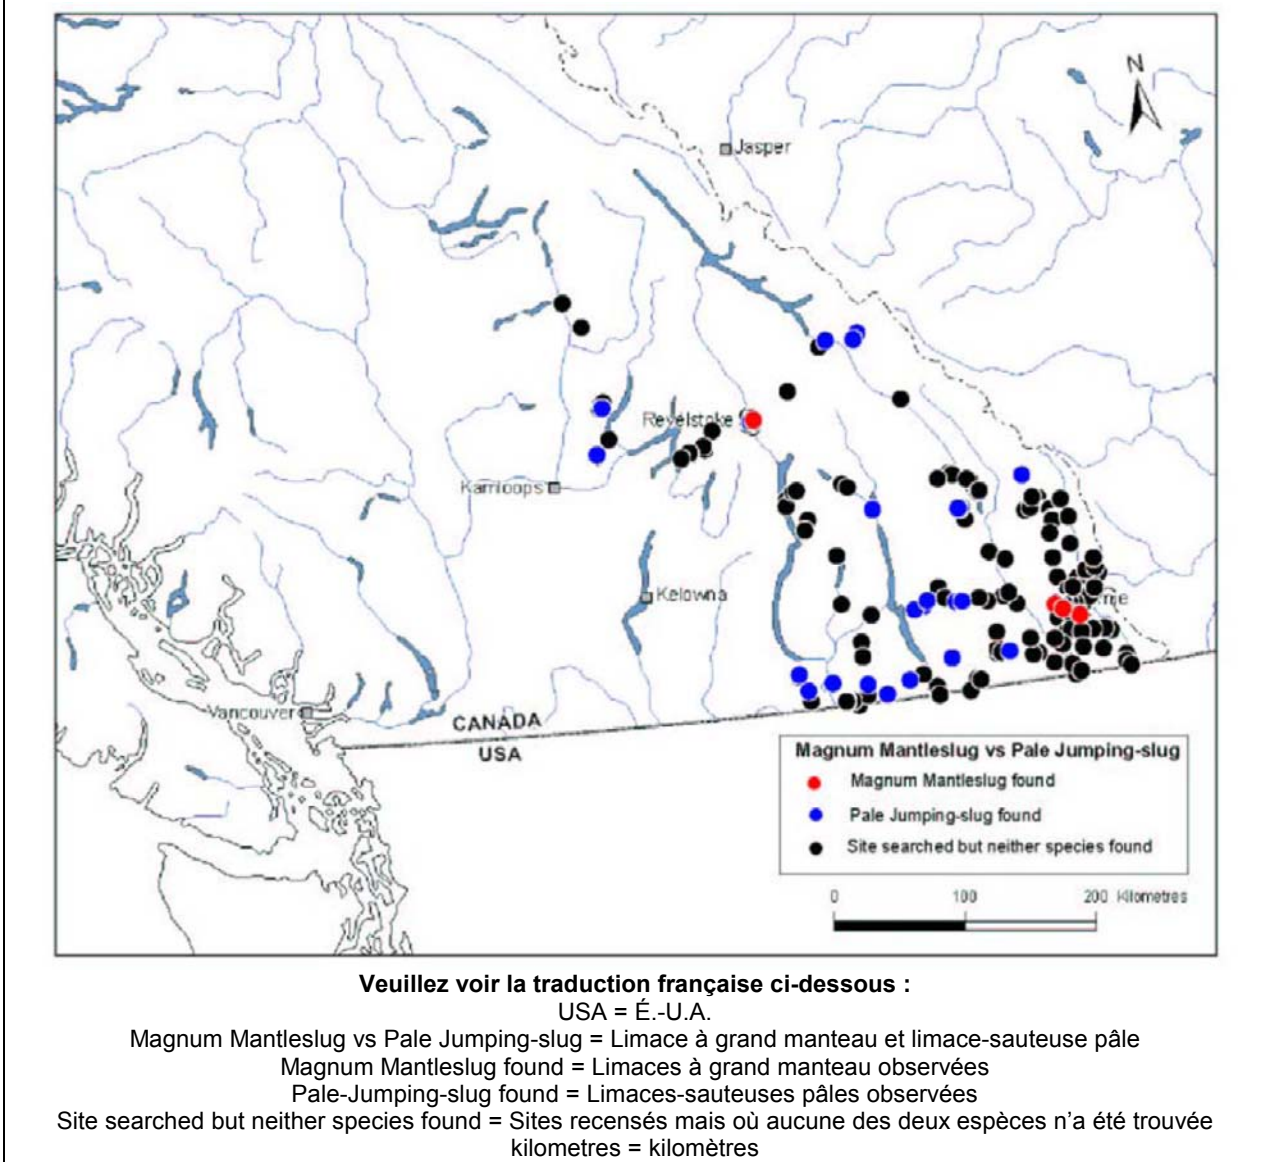 N
Jasper
Revelstoke
Kamloops
Kelowna
Vancouver
CANADA
USA
Magnum Mantleslug vs Pale Jumping-slug
Magnum Mantleslug found
Pale Jumping-slug found
Site searched but neither species found
0 100 200 Kilometres
Veuillez voir la traduction française ci-dessous :
USA = É.-U.A.
Magnum Mantleslug vs Pale Jumping-slug = Limace à grand manteau et limace-sauteuse pâle
Magnum Mantleslug found = Limaces à grand manteau observées
Pale-Jumping-slug found = Limaces-sauteuses pâles observées
Site searched but neither species found = Sites recensés mais où aucune des deux espèces n'a été trouvée
kilometres = kilomètres